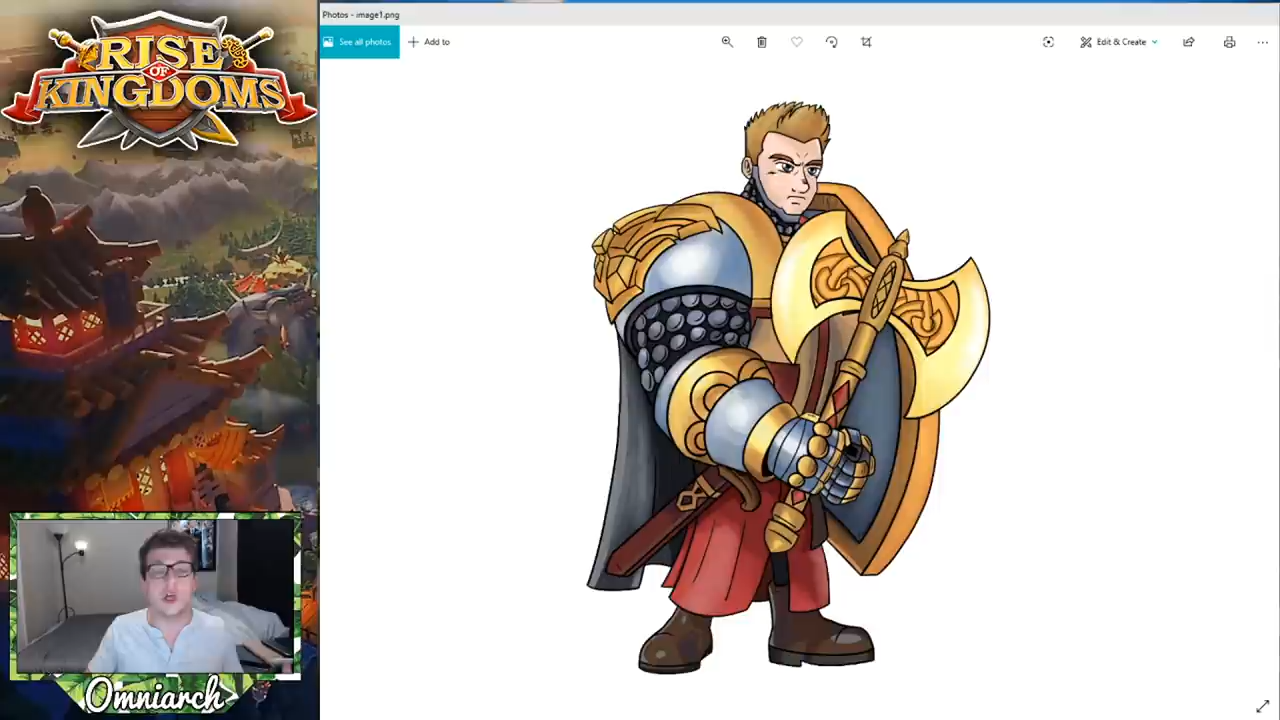 Photos - image1.png
RISE
OF
KINGDOMS
See all photos
Add to
Edit & Create
Omniarch